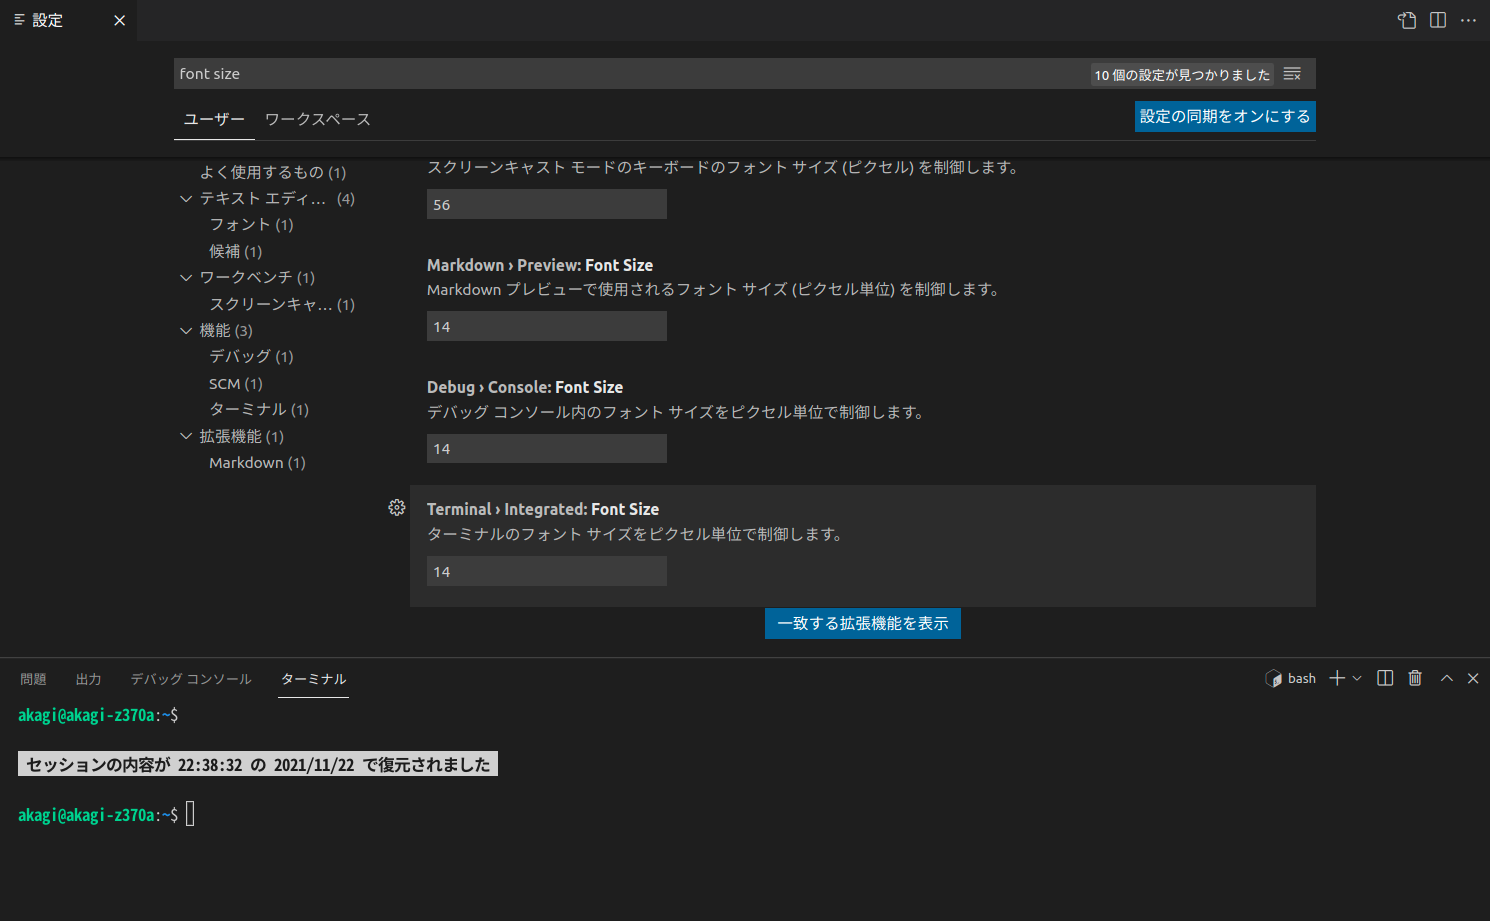 設定
font size
10 個の設定が見つかりました
ユーザー ワークスペース
設定の同期をオンにする
よく使用するもの (1)
テキスト エディ... (4)
フォント (1)
候補 (1)
ワークベンチ (1)
スクリーンキャ... (1)
機能 (3)
デバッグ (1)
SCM (1)
ターミナル (1)
拡張機能 (1)
Markdown (1)
スクリーンキャスト モードのキーボードのフォント サイズ (ピクセル) を制御します。
56
Markdown › Preview: Font Size
Markdown プレビューで使用されるフォント サイズ (ピクセル単位) を制御します。
14
Debug › Console: Font Size
デバッグ コンソール内のフォント サイズをピクセル単位で制御します。
14
Terminal › Integrated: Font Size
ターミナルのフォント サイズをピクセル単位で制御します。
14
一致する拡張機能を表示
問題 出力 デバッグ コンソール ターミナル
bash
akagi@akagi-z370a:~$
セッションの内容が 22:38:32 の 2021/11/22 で復元されました
akagi@akagi-z370a:~$